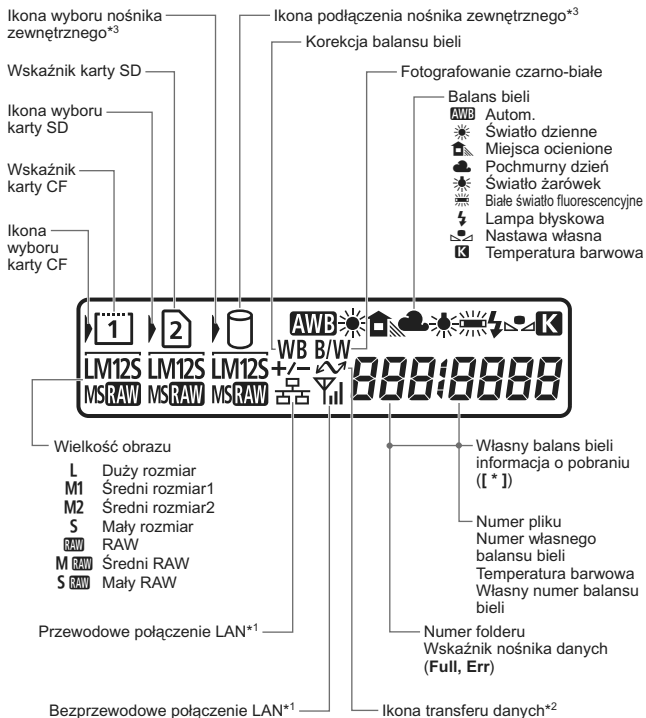 Ikona wyboru nośnika
zewnętrznego*3
Ikona podłączenia nośnika zewnętrznego*3
Korekcja balansu bieli
Wskaźnik karty SD
Fotografowanie czarno-białe
Ikona wyboru
karty SD
Balans bieli
AWB Autom.
Światło dzienne
Miejsca ocienione
Pochmurny dzień
Światło żarówek
Białe światło fluorescencyjne
Lampa błyskowa
Nastawa własna
K Temperatura barwowa
Wskaźnik
karty CF
Ikona
wyboru
karty CF
1 2 AWB K
LM12S LM12S LM12S WB B/W
MSRAW MSRAW MSRAW +/- 888:8888
Wielkość obrazu
L Duży rozmiar
M1 Średni rozmiar1
M2 Średni rozmiar2
S Mały rozmiar
RAW RAW
M RAW Średni RAW
S RAW Mały RAW
Własny balans bieli
informacja o pobraniu
([ * ])
Numer pliku
Numer własnego
balansu bieli
Temperatura barwowa
Własny numer balansu
bieli
Przewodowe połączenie LAN*1
Numer folderu
Wskaźnik nośnika danych
(Full, Err)
Bezprzewodowe połączenie LAN*1
Ikona transferu danych*2